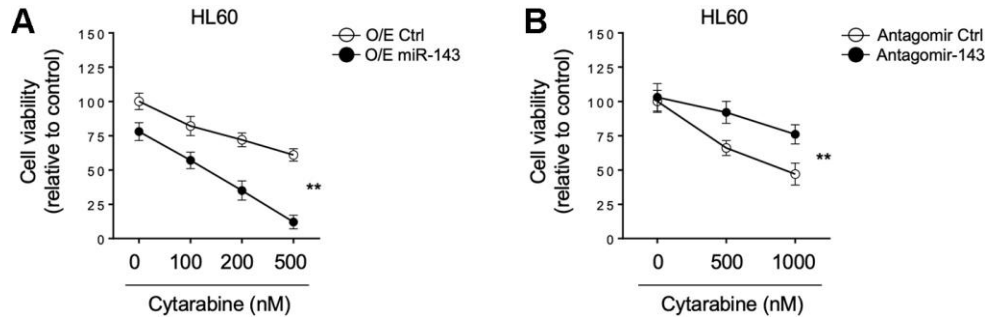 A
HL60
O/E Ctrl
O/E miR-143
Cell viability
(relative to control)
150
125
100
75
50
25
0
**
0 100 200 500
Cytarabine (nM)
B
HL60
Antagomir Ctrl
Antagomir-143
Cell viability
(relative to control)
150
125
100
75
50
25
0
**
0 500 1000
Cytarabine (nM)